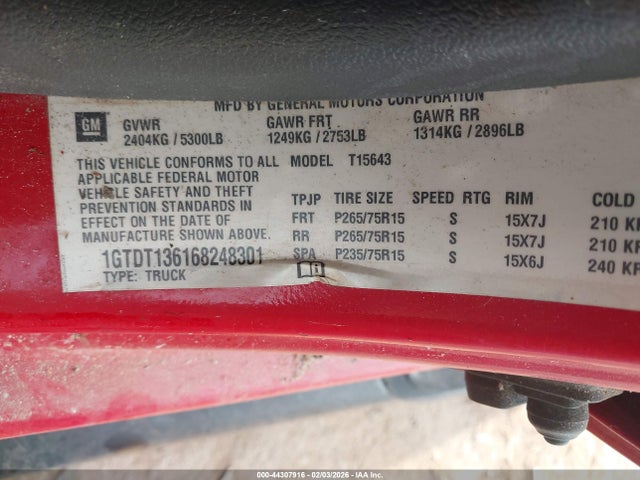 MFD BY GENERAL MOTORS CORPORATION
GM GVWR GAWR FRT GAWR RR
2404KG / 5300LB 1249KG / 2753LB 1314KG / 2896LB
THIS VEHICLE CONFORMS TO ALL MODEL T15643
APPLICABLE FEDERAL MOTOR
VEHICLE SAFETY AND THEFT TPJP TIRE SIZE SPEED RTG RIM COLD
PREVENTION STANDARDS IN FRT P265/75R15 S 15X7J 210 KP
EFFECT ON THE DATE OF RR P265/75R15 S 15X7J 210
MANUFACTURE SHOWN ABOVE. SPA P235/75R15 S 15X6J 240 KP
1GTDT136168248301
TYPE: TRUCK
000-44307916 - 02/03/2026 - IAA Inc.